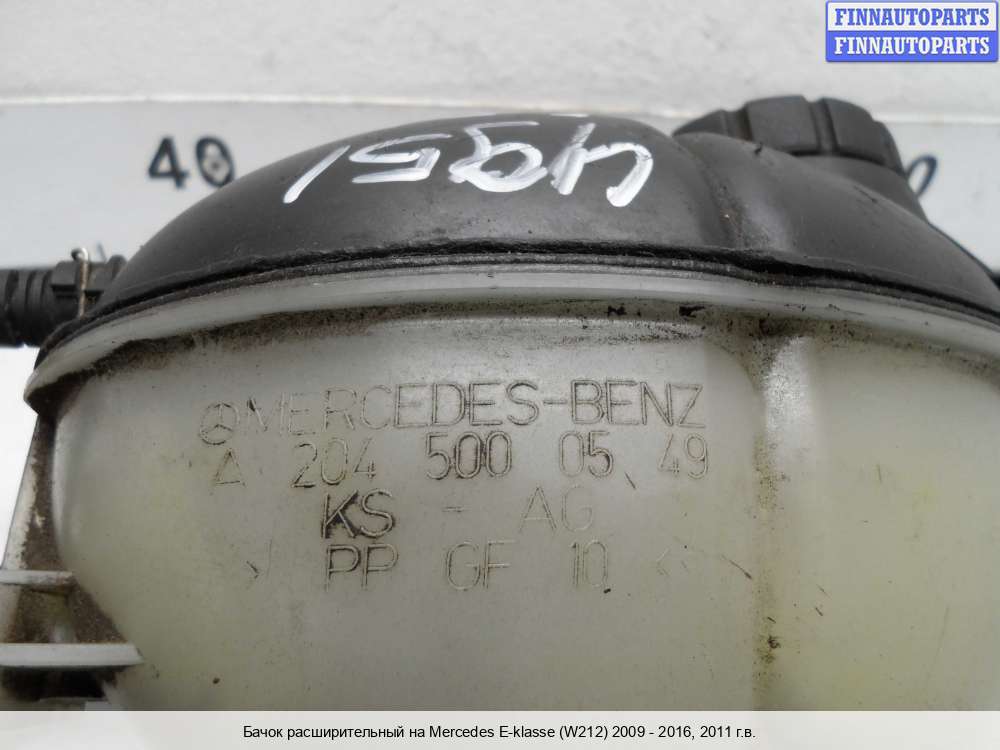 FINNAUTOPARTS
FINNAUTOPARTS
40
MERCEDES-BENZ
A 204 500 05 49
KS - AG
> PP GF 10 <
Бачок расширительный на Mercedes E-klasse (W212) 2009 - 2016, 2011 г.в.